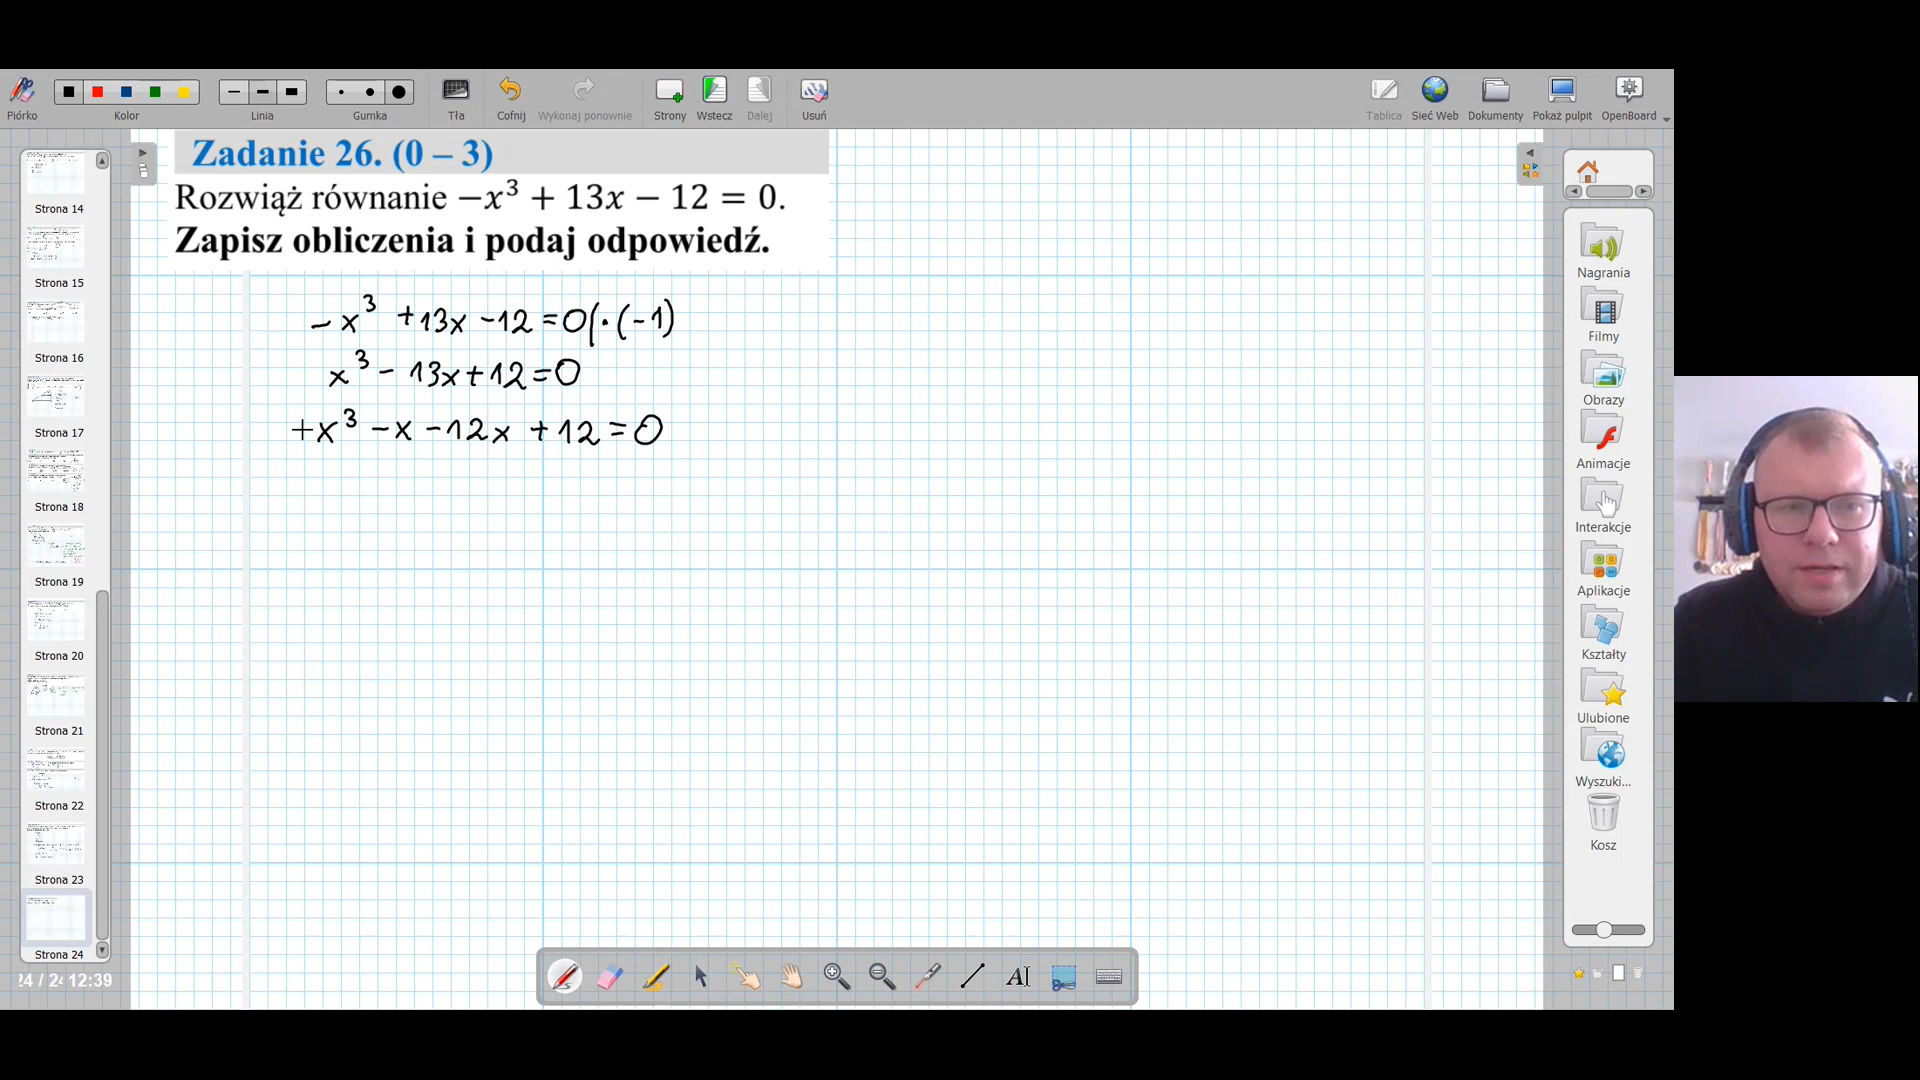 Piórko
Kolor
Linia
Gumka
Tła
Cofnij
Wykonaj ponownie
Strony
Wstecz
Dalej
Usuń
Tablica
Sieć Web
Dokumenty
Pokaż pulpit
OpenBoard
Zadanie 26. (0 – 3)
Rozwiąż równanie −x³ + 13x − 12 = 0.
Zapisz obliczenia i podaj odpowiedź.
-x³ +13x -12 =0 |·(-1)
x³ - 13x+12=0
+x³ -x -12x +12=0
Strona 14
Strona 15
Strona 16
Strona 17
Strona 18
Strona 19
Strona 20
Strona 21
Strona 22
Strona 23
Strona 24
12:39
Nagrania
Filmy
Obrazy
Animacje
Interakcje
Aplikacje
Kształty
Ulubione
Wyszuki...
Kosz
AI